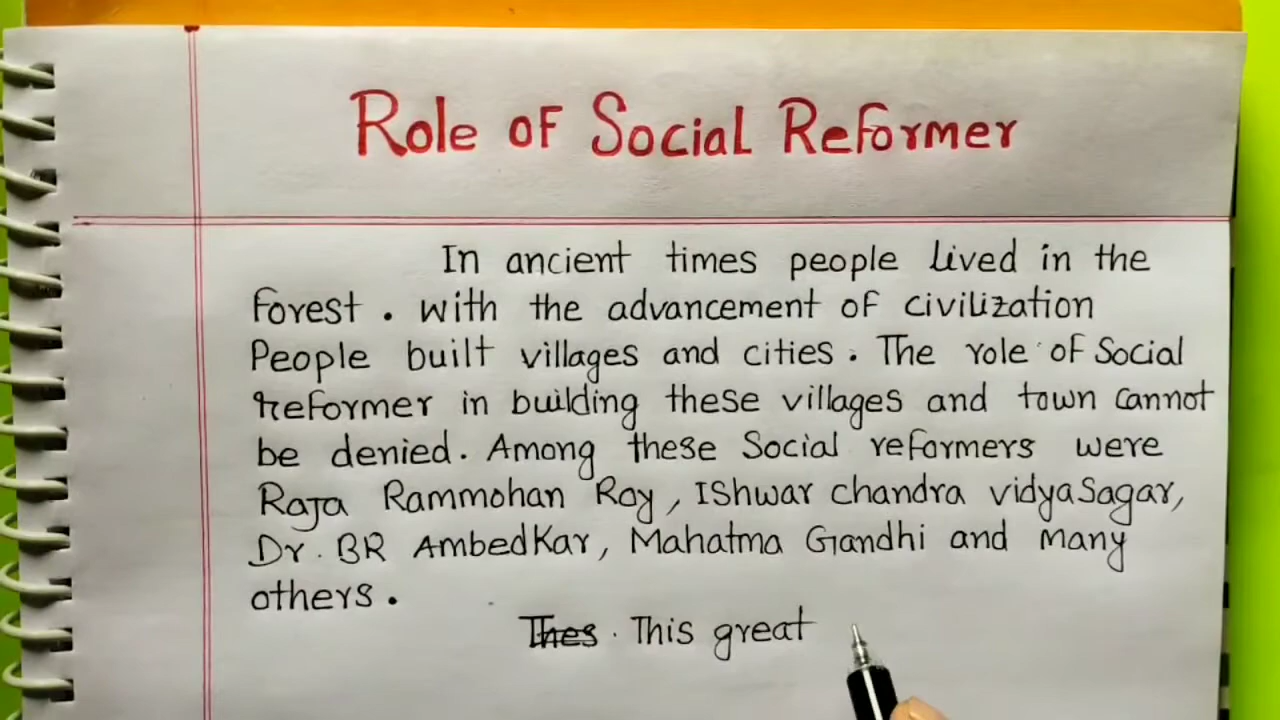 Role of Social Reformer
In ancient times people lived in the
forest. with the advancement of civilization
People built villages and cities. The role of Social
reformer in building these villages and town cannot
be denied. Among these Social reformers were
Raja Rammohan Roy, Ishwar chandra vidyasagar,
Dr. BR Ambedkar, Mahatma Gandhi and many
others.
Thes. This great